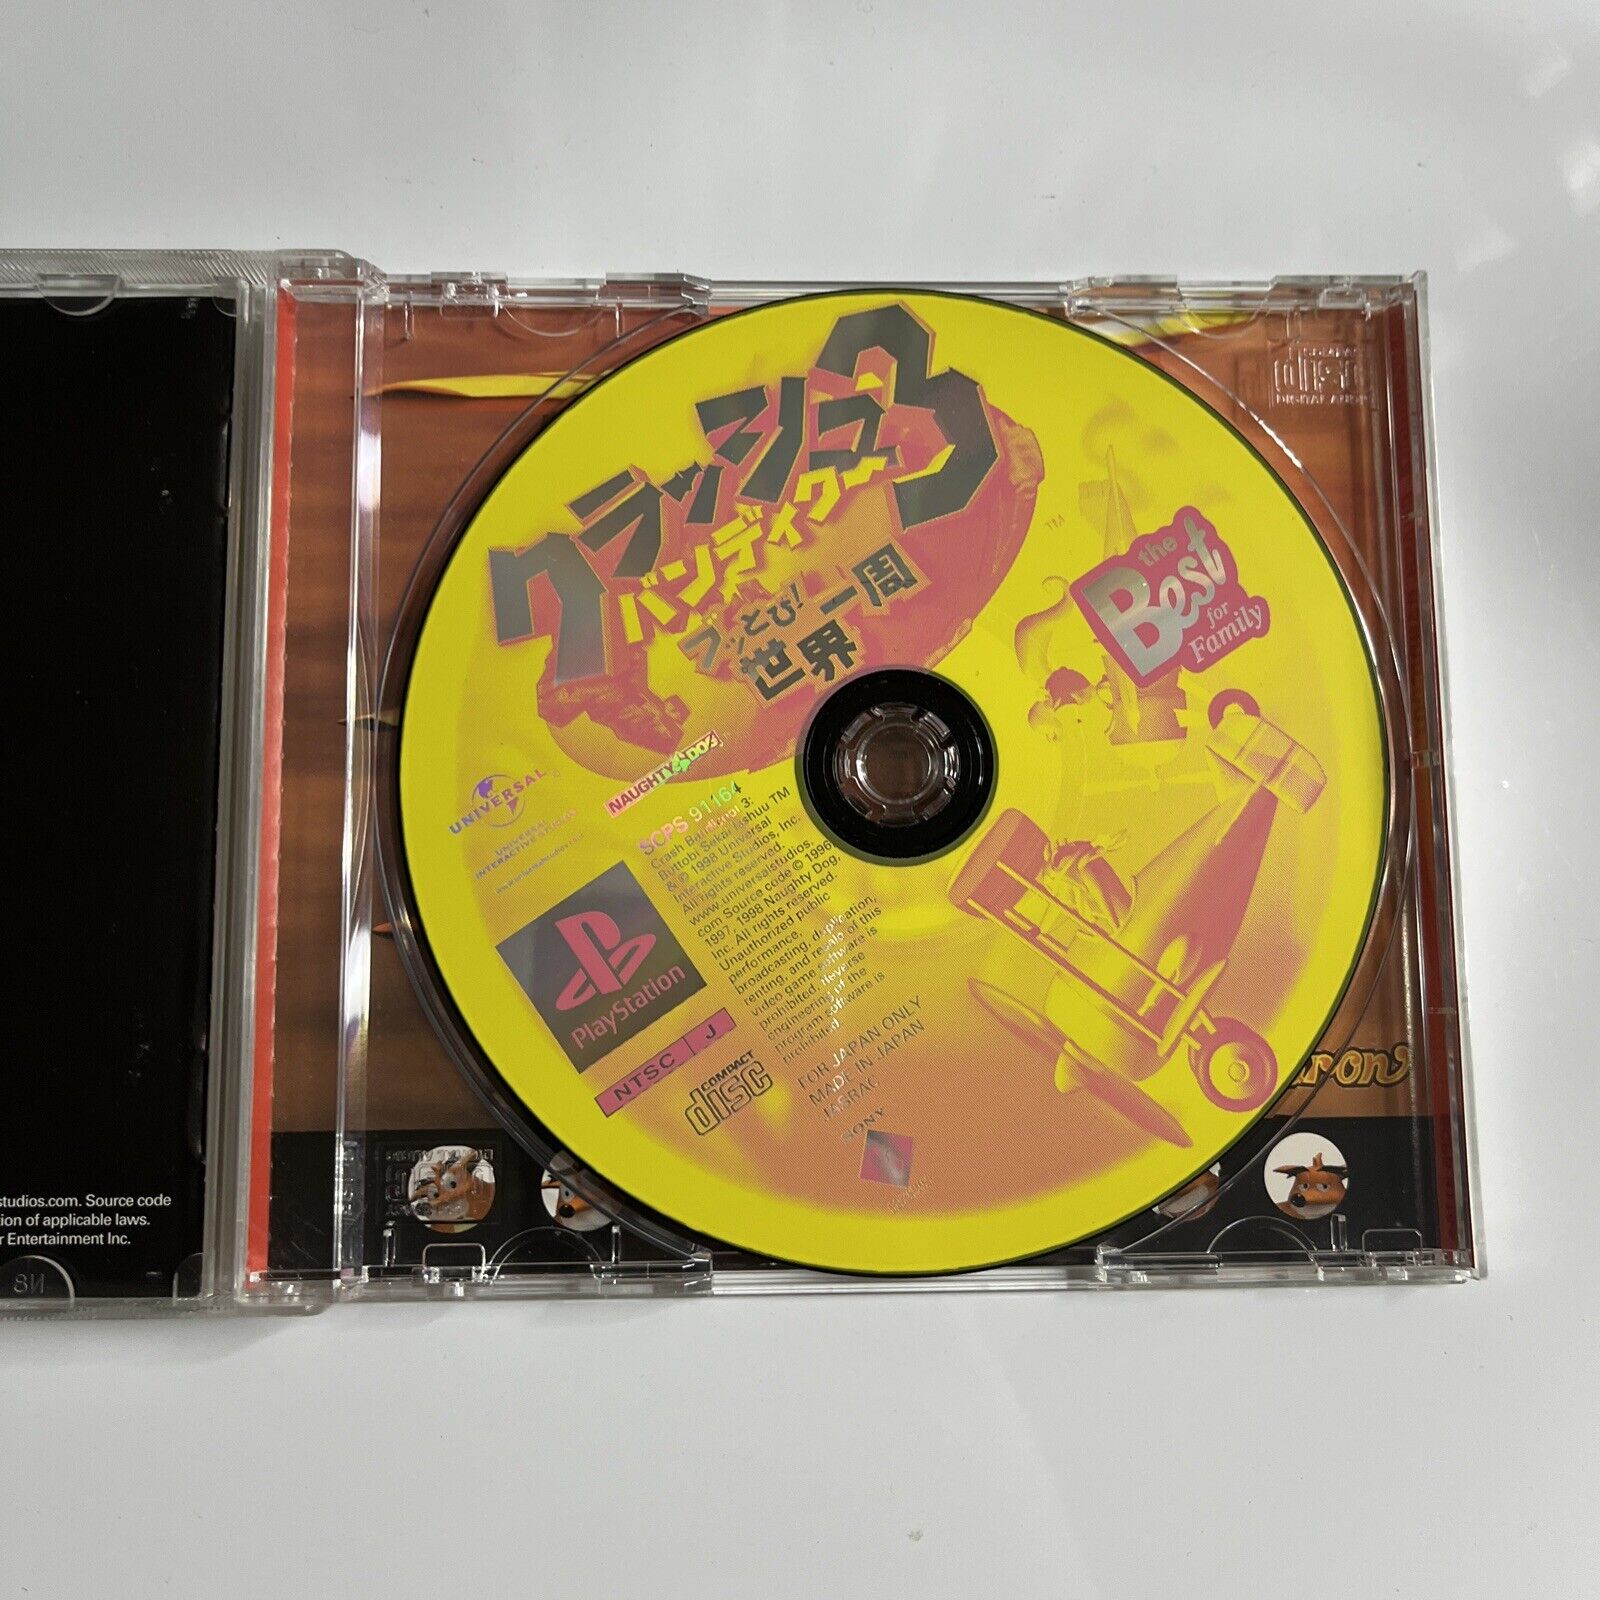 クラッシュ3
バンディクー
ブッとび!
世界一周
TM
the
Best
for
Family
UNIVERSAL
UNIVERSAL
INTERACTIVE STUDIOS
NAUGHTY DOG
SCPS 91164
Crash Bandicoot 3:
Buttobi Sekai Isshuu TM
& © 1998 Universal
Interactive Studios, Inc.
All rights reserved.
www.universalstudios.
com Source code © 1996,
1997, 1998 Naughty Dog,
Inc. All rights reserved.
Unauthorized public
performance,
broadcasting, duplication,
renting, and resale of this
video game software is
prohibited. Reverse
engineering of the
program software is
prohibited.
PlayStation
NTSC J
COMPACT
disc
FOR JAPAN ONLY
MADE IN JAPAN
JASRAC
SONY
COMPACT
disc
DIGITAL AUDIO
studios.com. Source code
tion of applicable laws.
r Entertainment Inc.